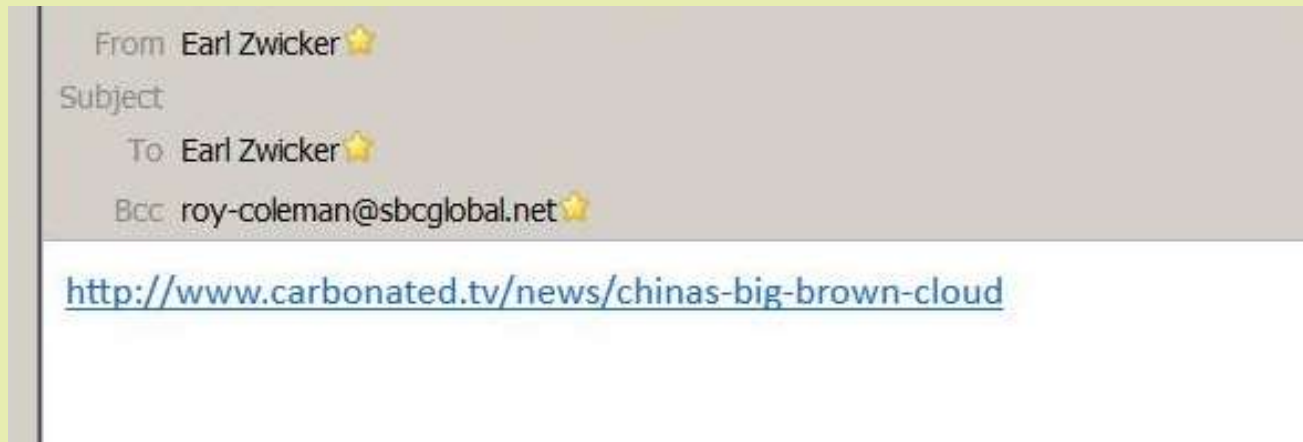 From Earl Zwicker
Subject
To Earl Zwicker
Bcc roy-coleman@sbcglobal.net
http://www.carbonated.tv/news/chinas-big-brown-cloud